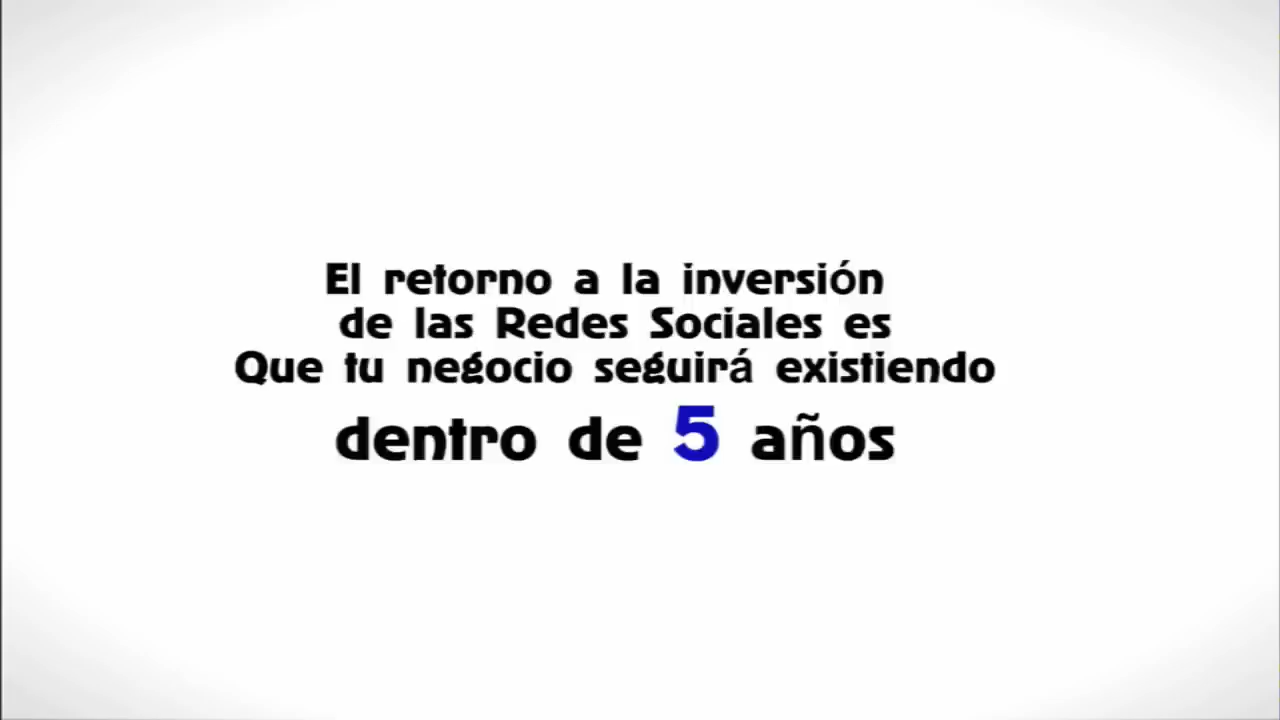 El retorno a la inversión
de las Redes Sociales es
Que tu negocio seguirá existiendo
dentro de 5 años